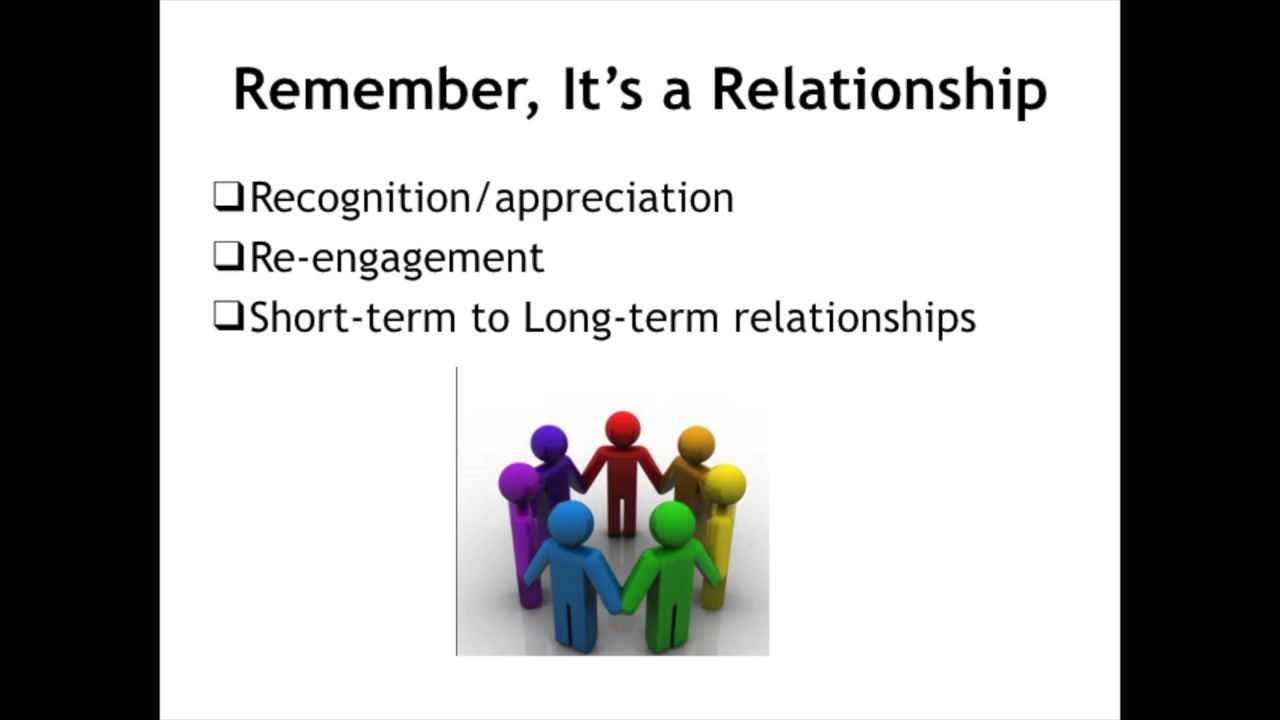 Remember, It’s a Relationship
❑Recognition/appreciation
❑Re-engagement
❑Short-term to Long-term relationships